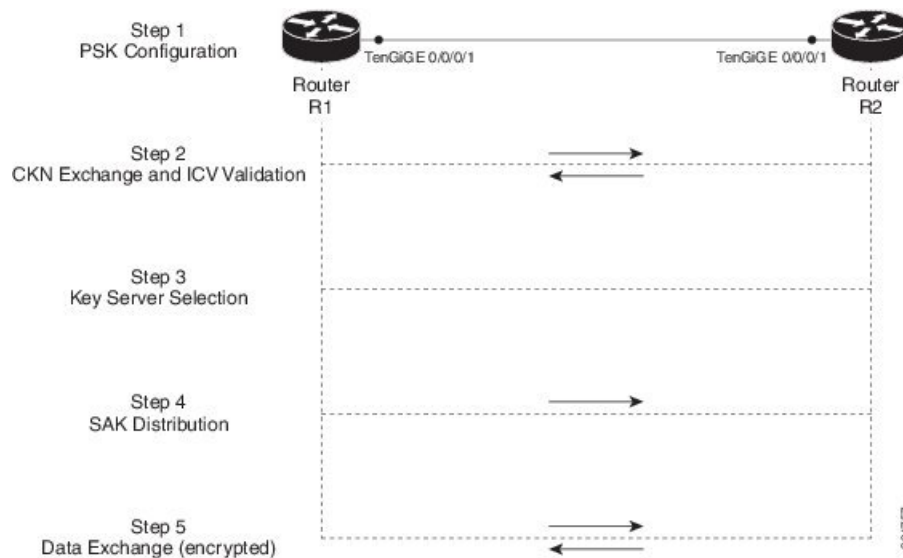 Step 1
PSK Configuration
TenGiGE 0/0/0/1
TenGiGE 0/0/0/1
Router
R1
Router
R2
Step 2
CKN Exchange and ICV Validation
Step 3
Key Server Selection
Step 4
SAK Distribution
Step 5
Data Exchange (encrypted)